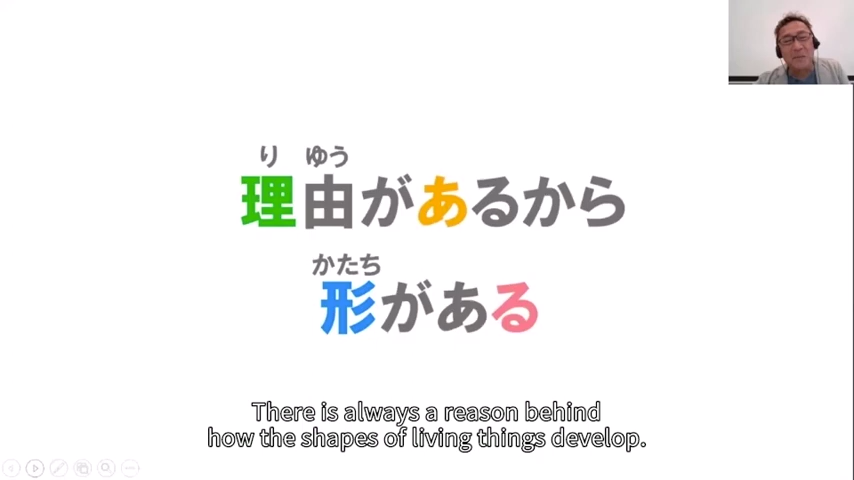 り ゆう
理由があるから
かたち
形がある
There is always a reason behind
how the shapes of living things develop.